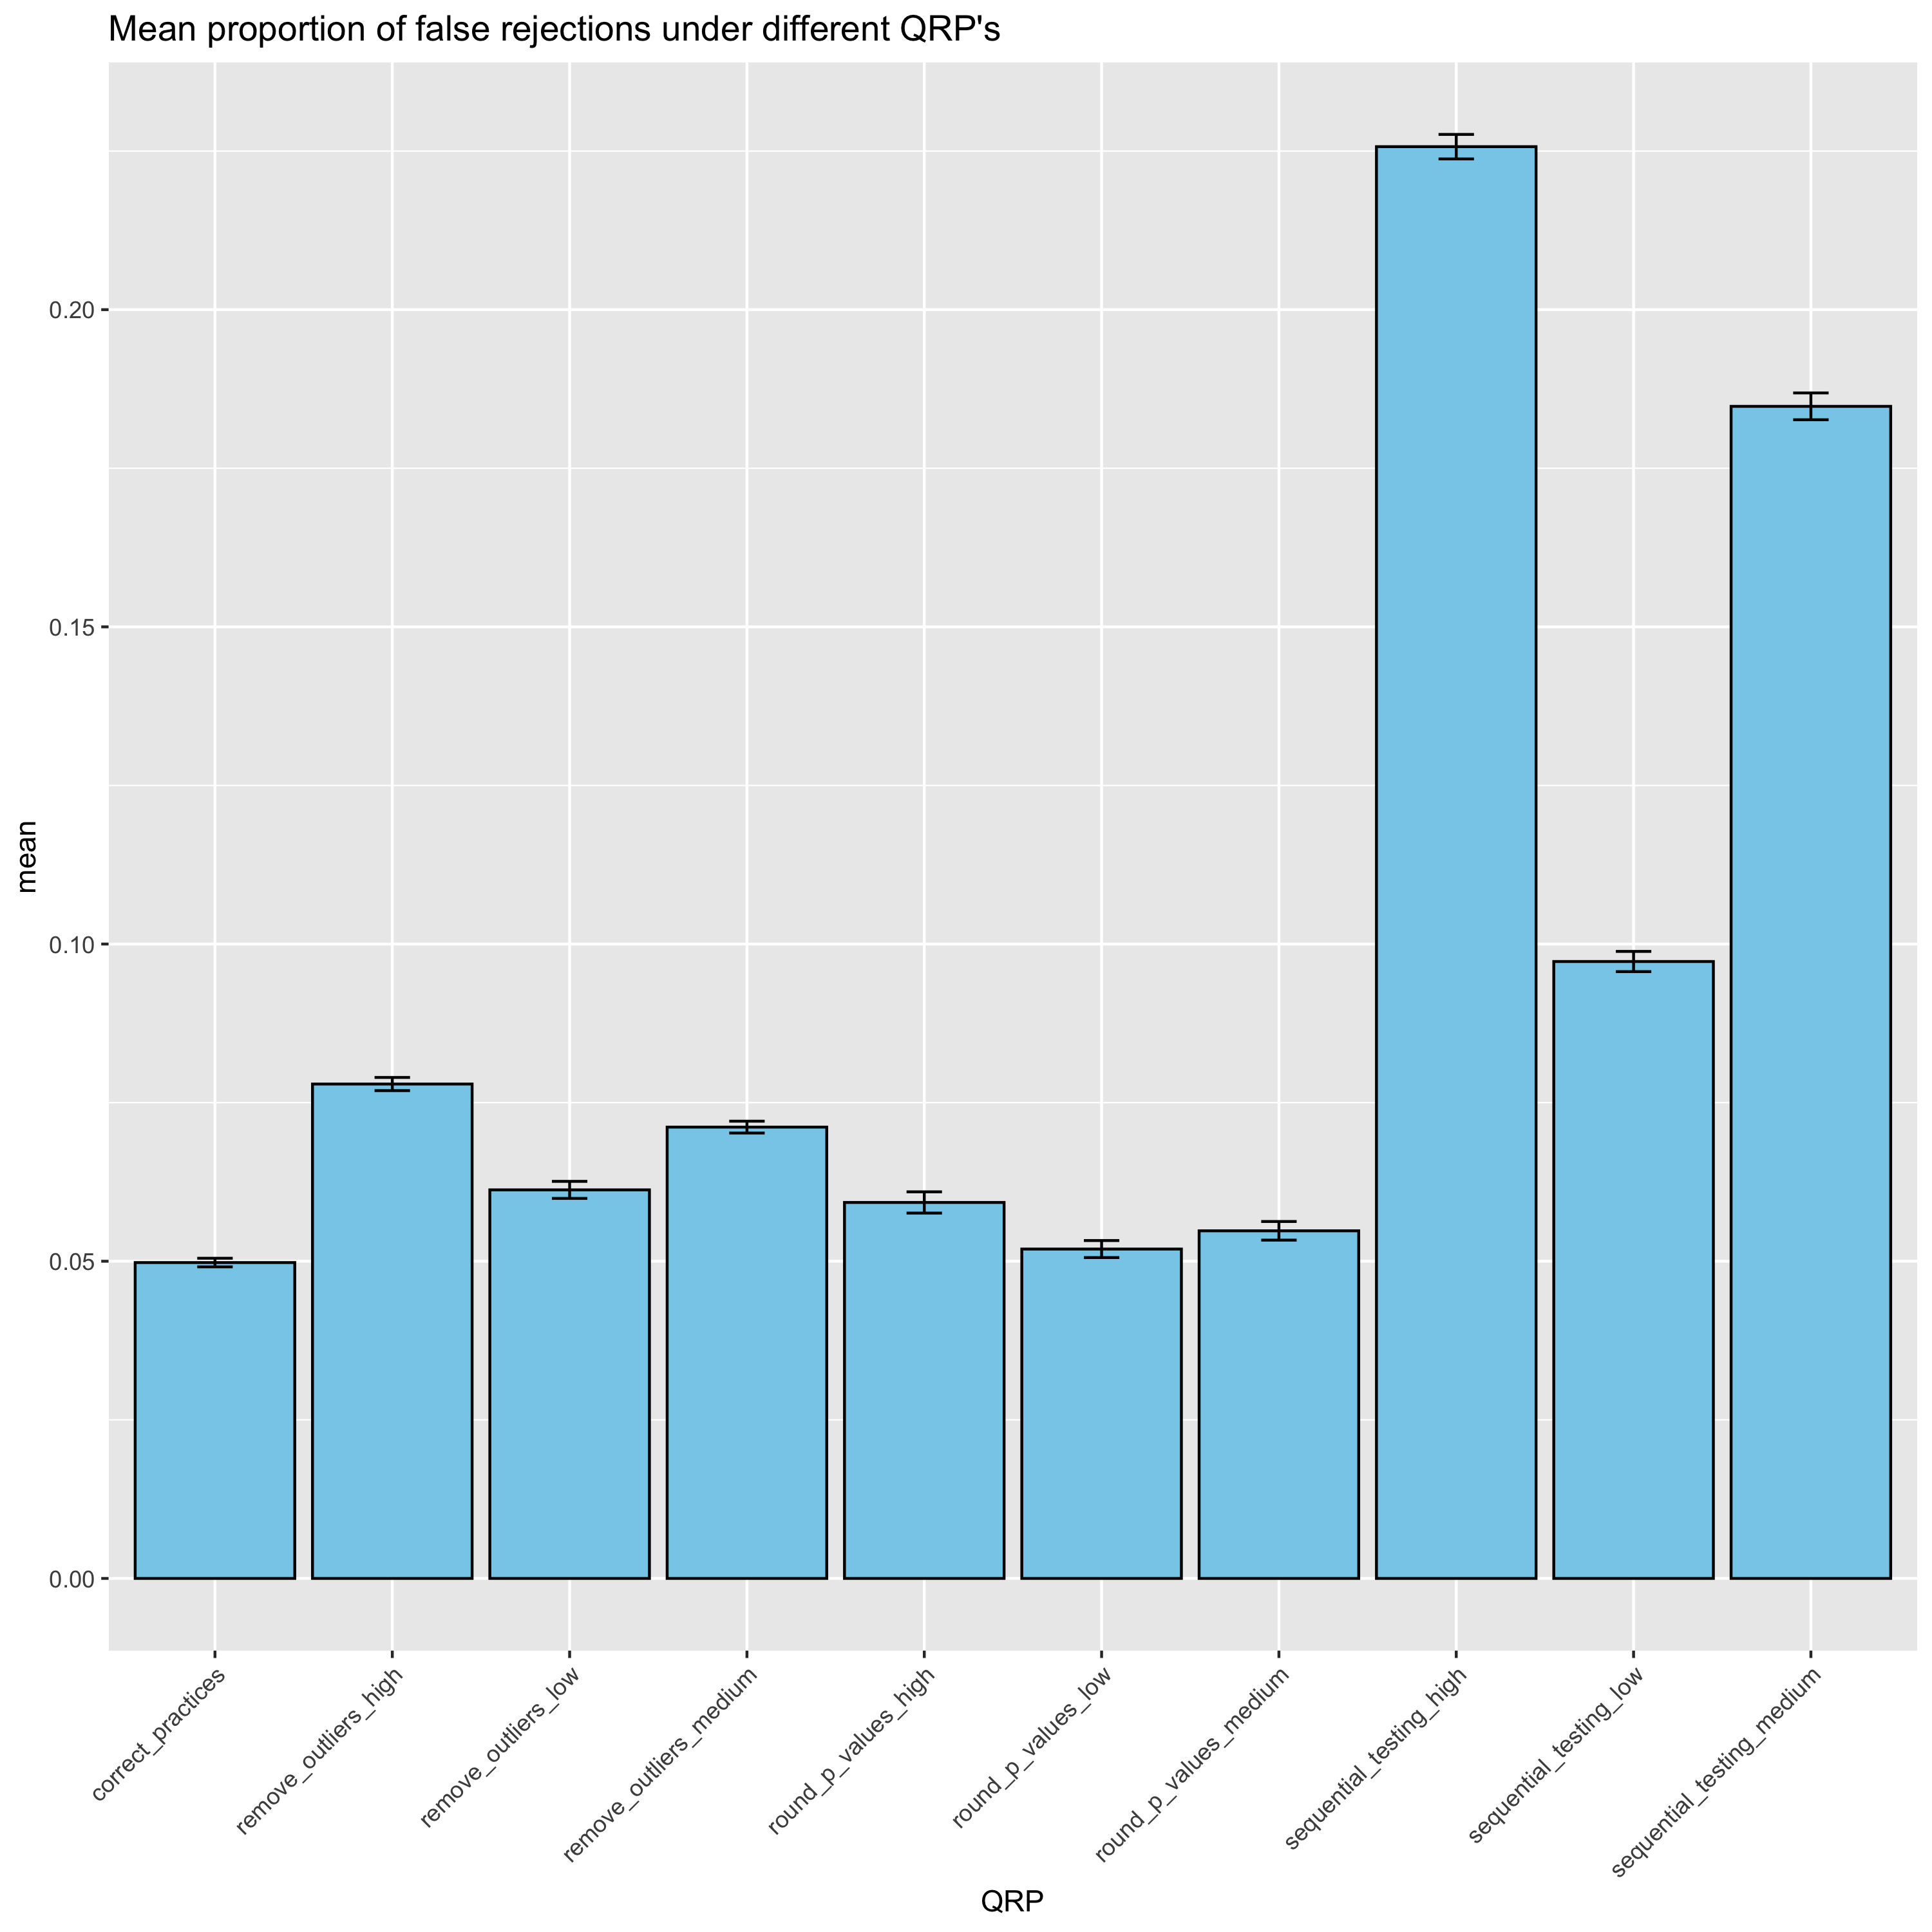 Mean proportion of false rejections under different QRP's
mean
0.20
0.15
0.10
0.05
0.00
correct_practices
remove_outliers_high
remove_outliers_low
remove_outliers_medium
round_p_values_high
round_p_values_low
round_p_values_medium
sequential_testing_high
sequential_testing_low
sequential_testing_medium
QRP